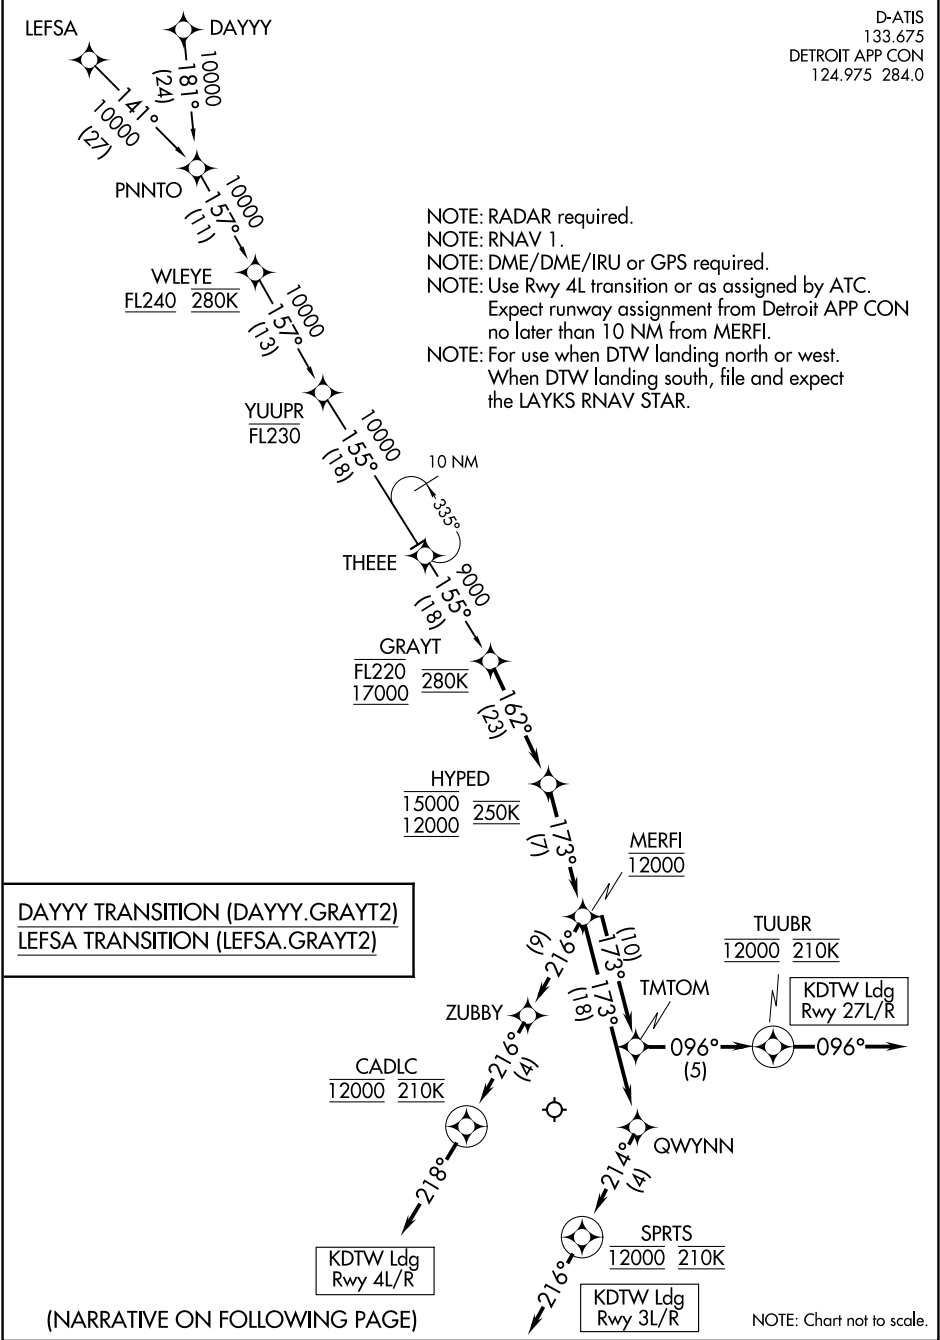 D-ATIS
133.675
DETROIT APP CON
124.975 284.0
LEFSA
DAYYY
10000
181°
(24)
141°
10000
(27)
PNNTO
10000
157°
(11)
WLEYE
FL240 280K
10000
157°
(13)
YUUPR
FL230
10000
155°
(18)
NOTE: RADAR required.
NOTE: RNAV 1.
NOTE: DME/DME/IRU or GPS required.
NOTE: Use Rwy 4L transition or as assigned by ATC.
Expect runway assignment from Detroit APP CON
no later than 10 NM from MERFI.
NOTE: For use when DTW landing north or west.
When DTW landing south, file and expect
the LAYKS RNAV STAR.
10 NM
335°
THEEE
9000
155°
(18)
GRAYT
FL220
17000
280K
162°
(23)
HYPED
15000
12000
250K
173°
(7)
MERFI
12000
DAYYY TRANSITION (DAYYY.GRAYT2)
LEFSA TRANSITION (LEFSA.GRAYT2)
(9)
216°
(10)
173°
173°
(18)
TUUBR
12000 210K
KDTW Ldg
Rwy 27L/R
TMTOM
096°
(5)
096°
ZUBBY
216°
(4)
CADLC
12000 210K
218°
KDTW Ldg
Rwy 4L/R
QWYNN
214°
(4)
SPRTS
12000 210K
216°
KDTW Ldg
Rwy 3L/R
(NARRATIVE ON FOLLOWING PAGE)
NOTE: Chart not to scale.